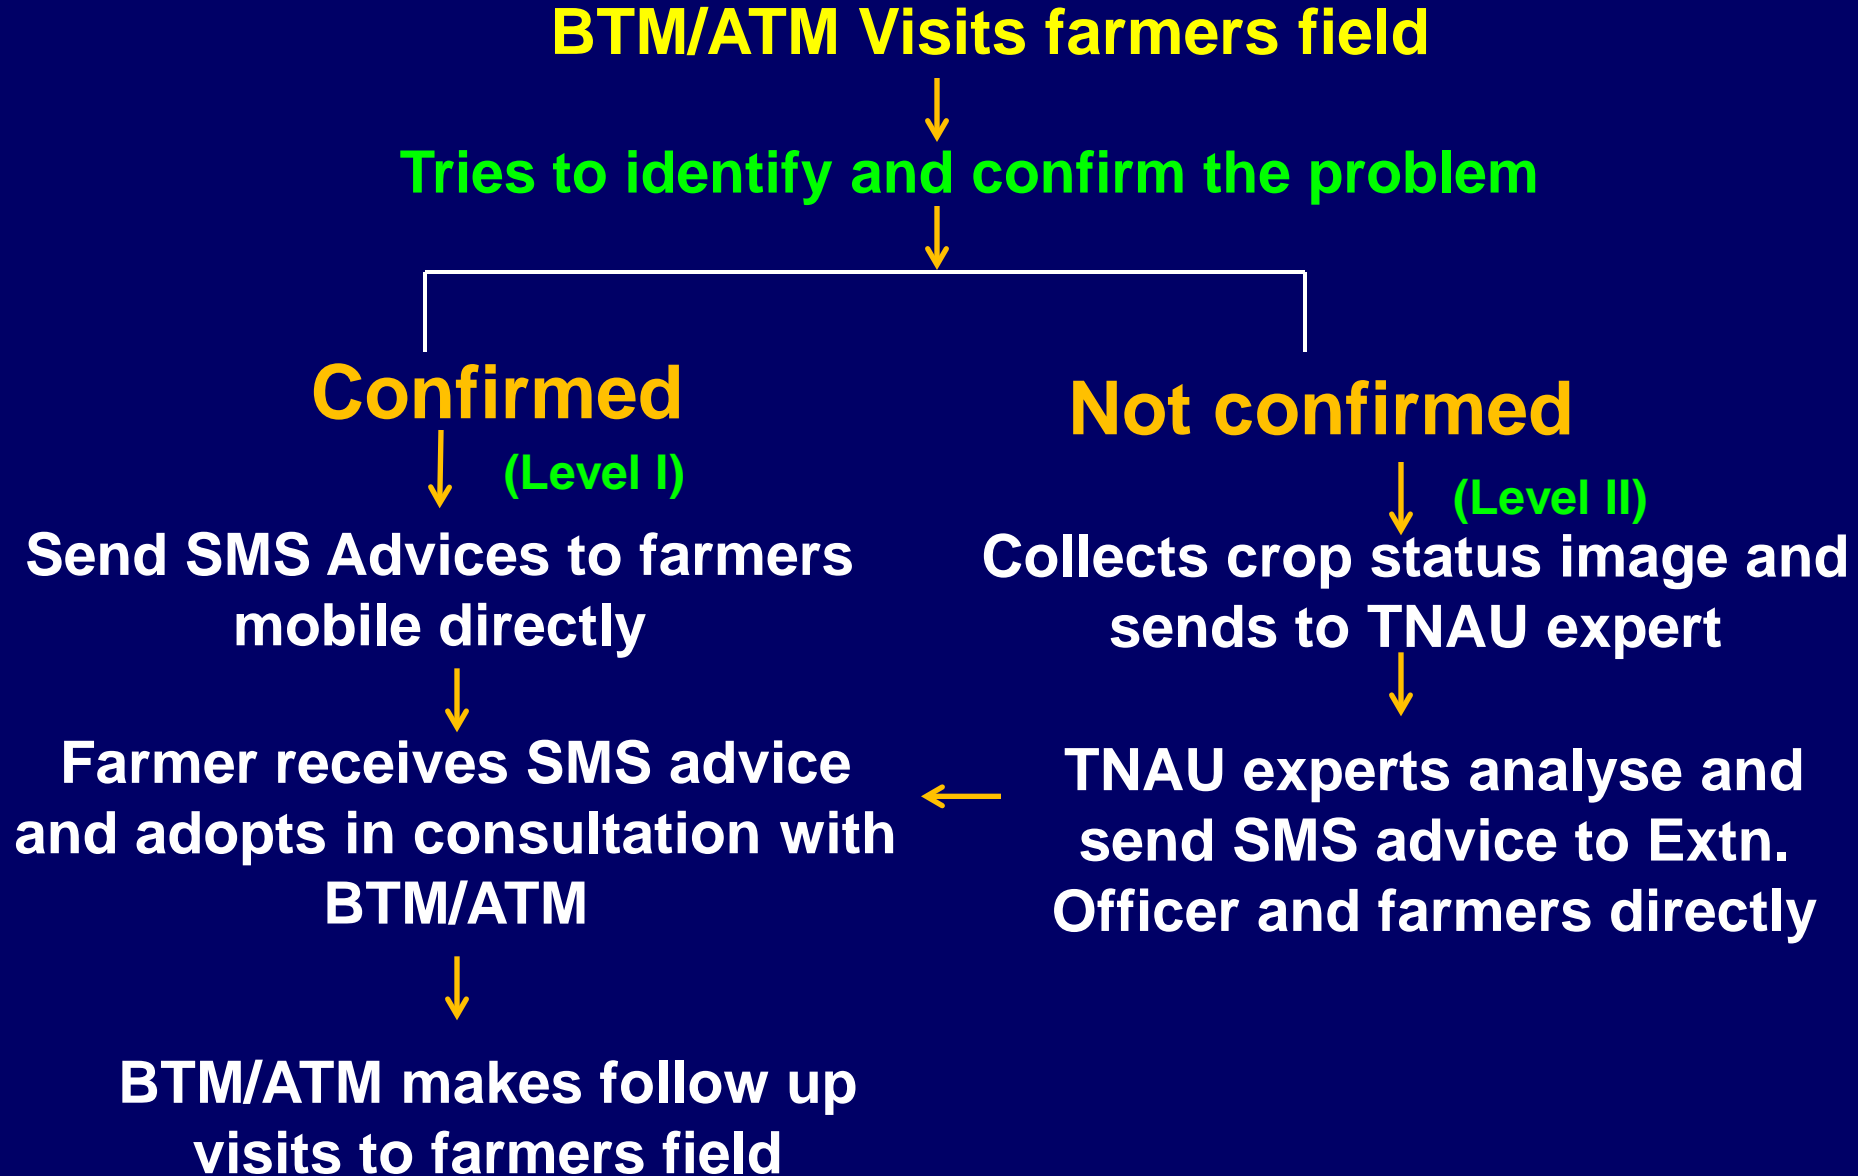 BTM/ATM Visits farmers field
Tries to identify and confirm the problem
Confirmed
(Level I)
Send SMS Advices to farmers
mobile directly
Farmer receives SMS advice
and adopts in consultation with
BTM/ATM
BTM/ATM makes follow up
visits to farmers field
Not confirmed
(Level II)
Collects crop status image and
sends to TNAU expert
TNAU experts analyse and
send SMS advice to Extn.
Officer and farmers directly